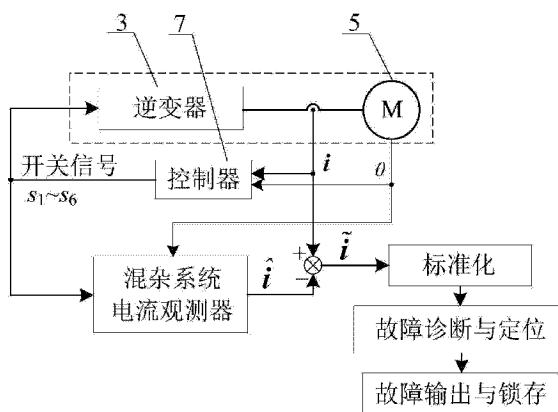 3
7
5
逆变器
M
开关信号
s₁~s₆
控制器
i
θ
混杂系统
电流观测器
î
+
−
ĩ
标准化
故障诊断与定位
故障输出与锁存